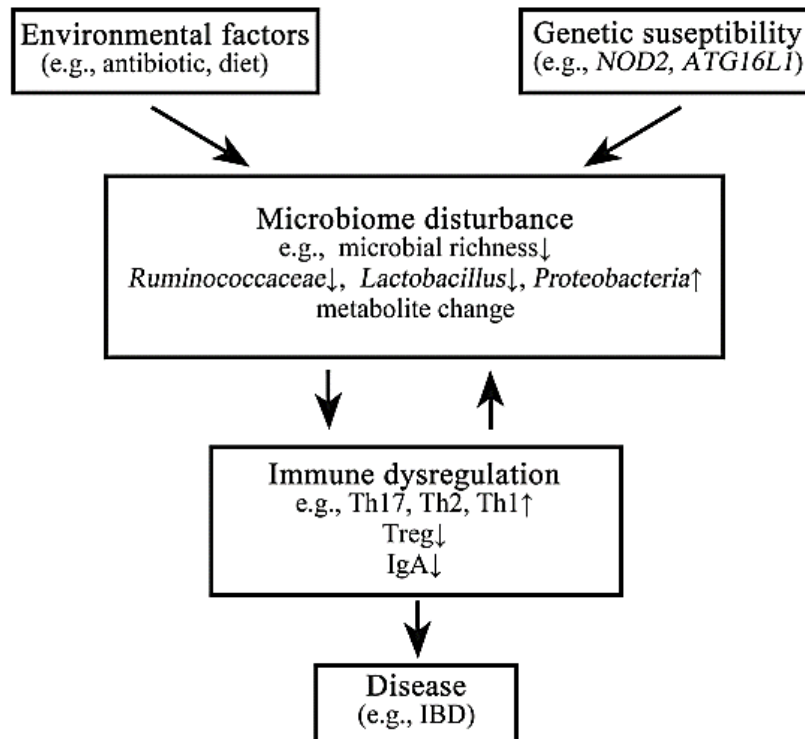 Environmental factors
(e.g., antibiotic, diet)
Genetic suseptibility
(e.g., NOD2, ATG16L1)
Microbiome disturbance
e.g., microbial richness↓
Ruminococcaceae↓, Lactobacillus↓, Proteobacteria↑
metabolite change
Immune dysregulation
e.g., Th17, Th2, Th1↑
Treg↓
IgA↓
Disease
(e.g., IBD)